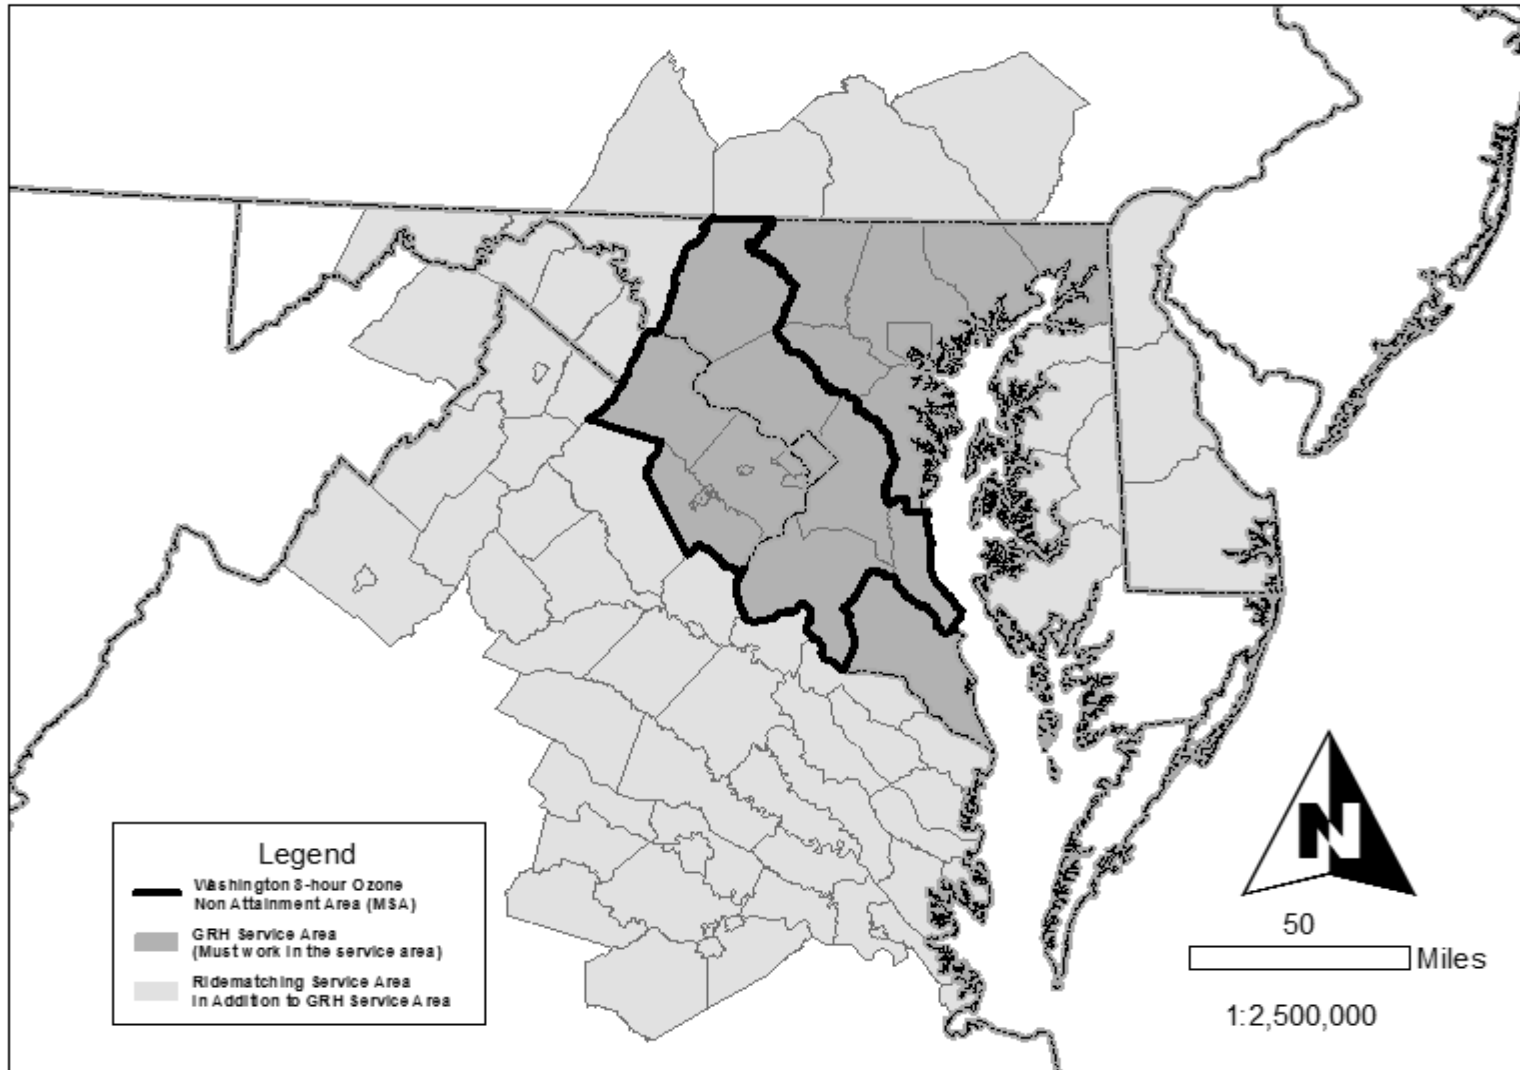 Legend
Washington 8-hour Ozone
Non Attainment Area (MSA)
GRH Service Area
(Must work in the service area)
Ridematching Service Area
in Addition to GRH Service Area
N
50
Miles
1:2,500,000